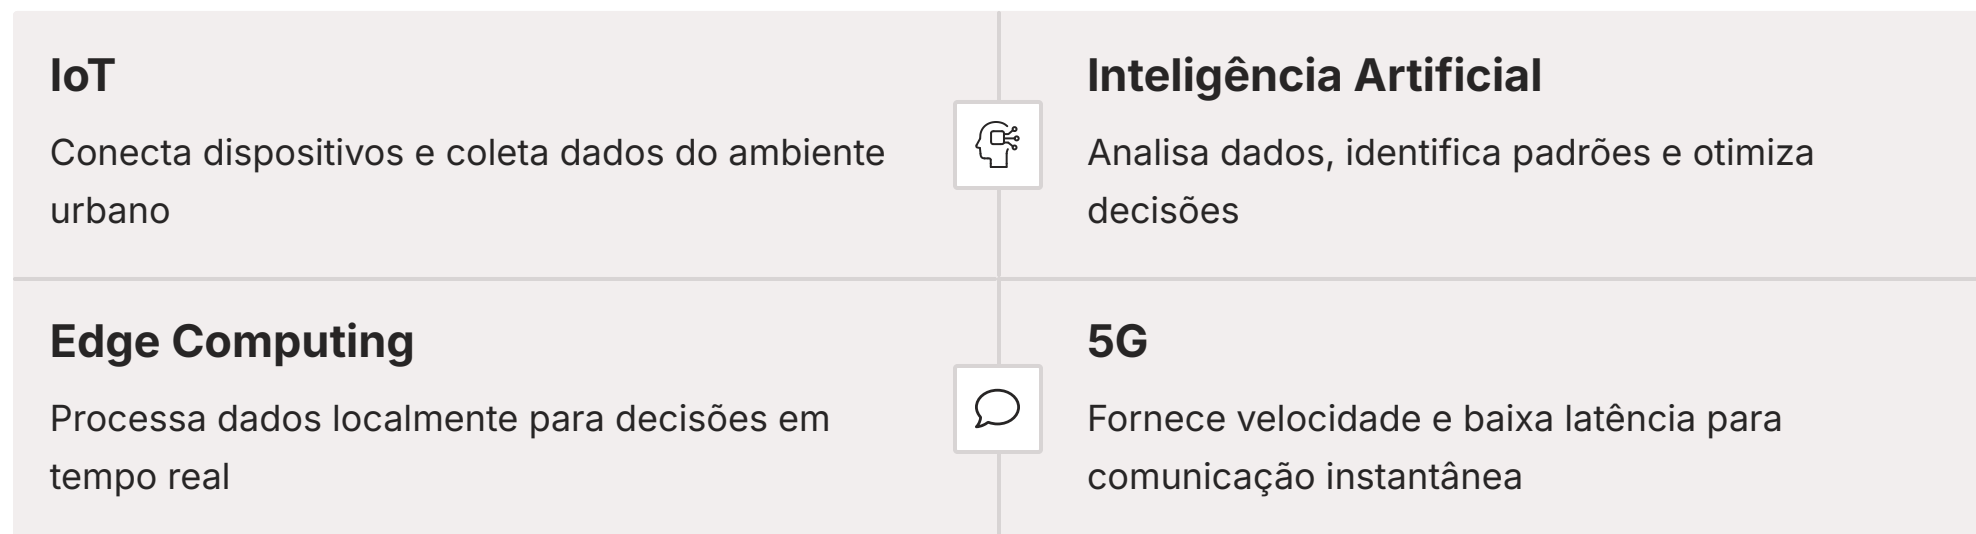 IoT
Conecta dispositivos e coleta dados do ambiente
urbano
Inteligência Artificial
Analisa dados, identifica padrões e otimiza
decisões
Edge Computing
Processa dados localmente para decisões em
tempo real
5G
Fornece velocidade e baixa latência para
comunicação instantânea